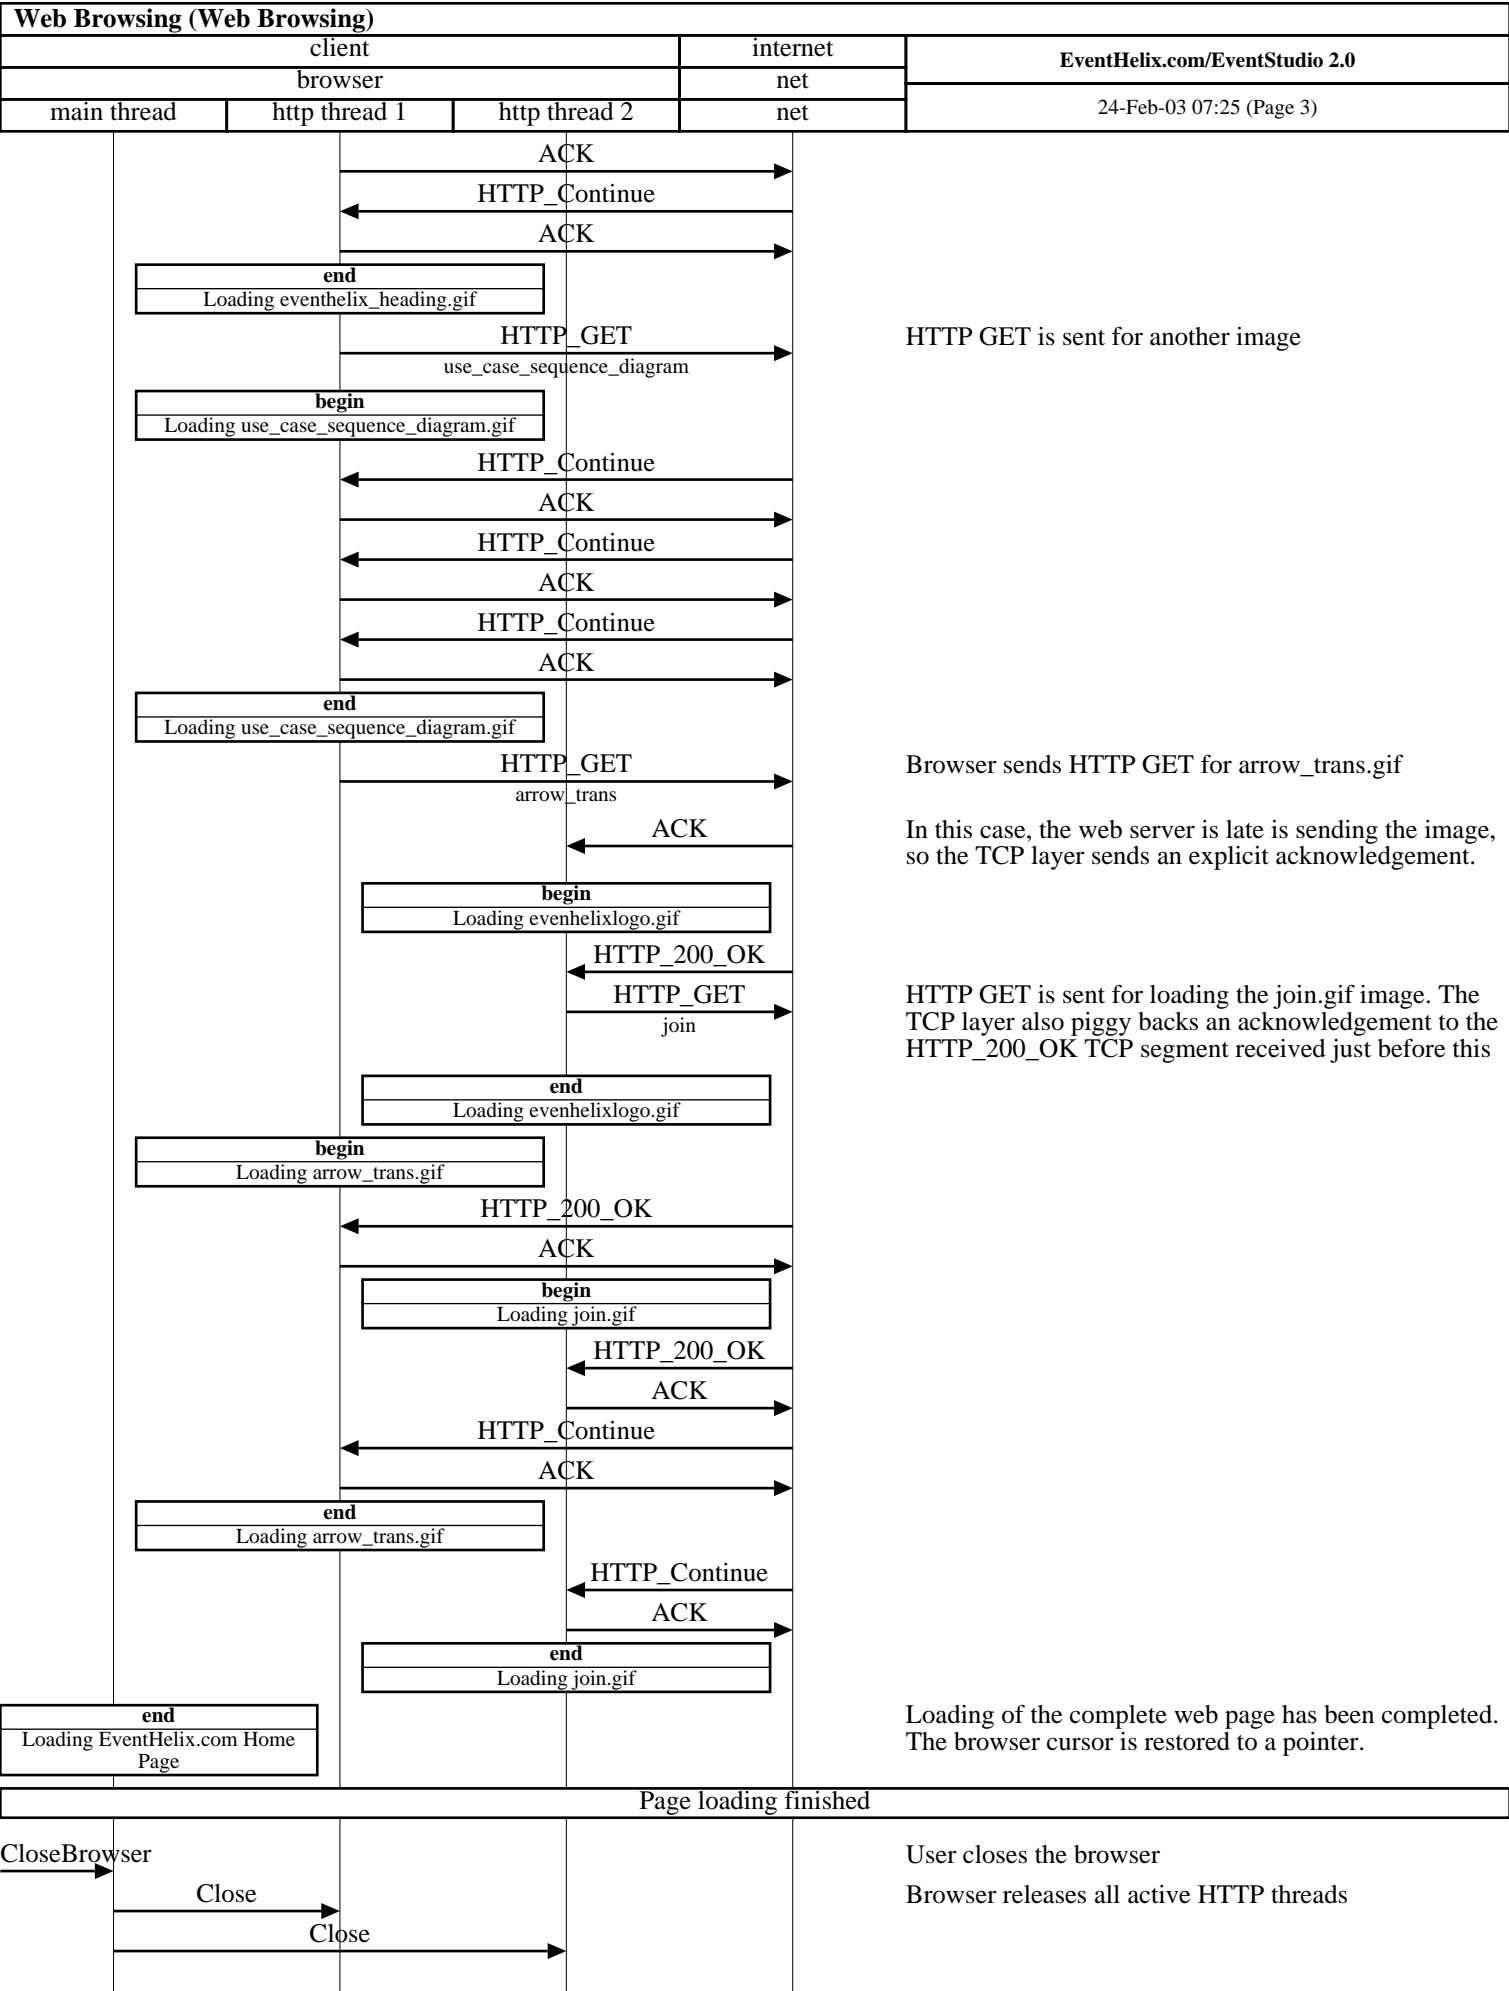 Web Browsing (Web Browsing)
client
internet
EventHelix.com/EventStudio 2.0
browser
net
main thread
http thread 1
http thread 2
net
24-Feb-03 07:25 (Page 3)
ACK
HTTP_Continue
ACK
end
Loading eventhelix_heading.gif
HTTP_GET
HTTP GET is sent for another image
use_case_sequence_diagram
begin
Loading use_case_sequence_diagram.gif
HTTP_Continue
ACK
HTTP_Continue
ACK
HTTP_Continue
ACK
end
Loading use_case_sequence_diagram.gif
HTTP_GET
Browser sends HTTP GET for arrow_trans.gif
arrow_trans
ACK
In this case, the web server is late is sending the image,
so the TCP layer sends an explicit acknowledgement.
begin
Loading evenhelixlogo.gif
HTTP_200_OK
HTTP_GET
join
HTTP GET is sent for loading the join.gif image. The
TCP layer also piggy backs an acknowledgement to the
HTTP_200_OK TCP segment received just before this
end
Loading evenhelixlogo.gif
begin
Loading arrow_trans.gif
HTTP_200_OK
ACK
begin
Loading join.gif
HTTP_200_OK
ACK
HTTP_Continue
ACK
end
Loading arrow_trans.gif
HTTP_Continue
ACK
end
Loading join.gif
end
Loading EventHelix.com Home
Page
Loading of the complete web page has been completed.
The browser cursor is restored to a pointer.
Page loading finished
CloseBrowser
User closes the browser
Close
Browser releases all active HTTP threads
Close